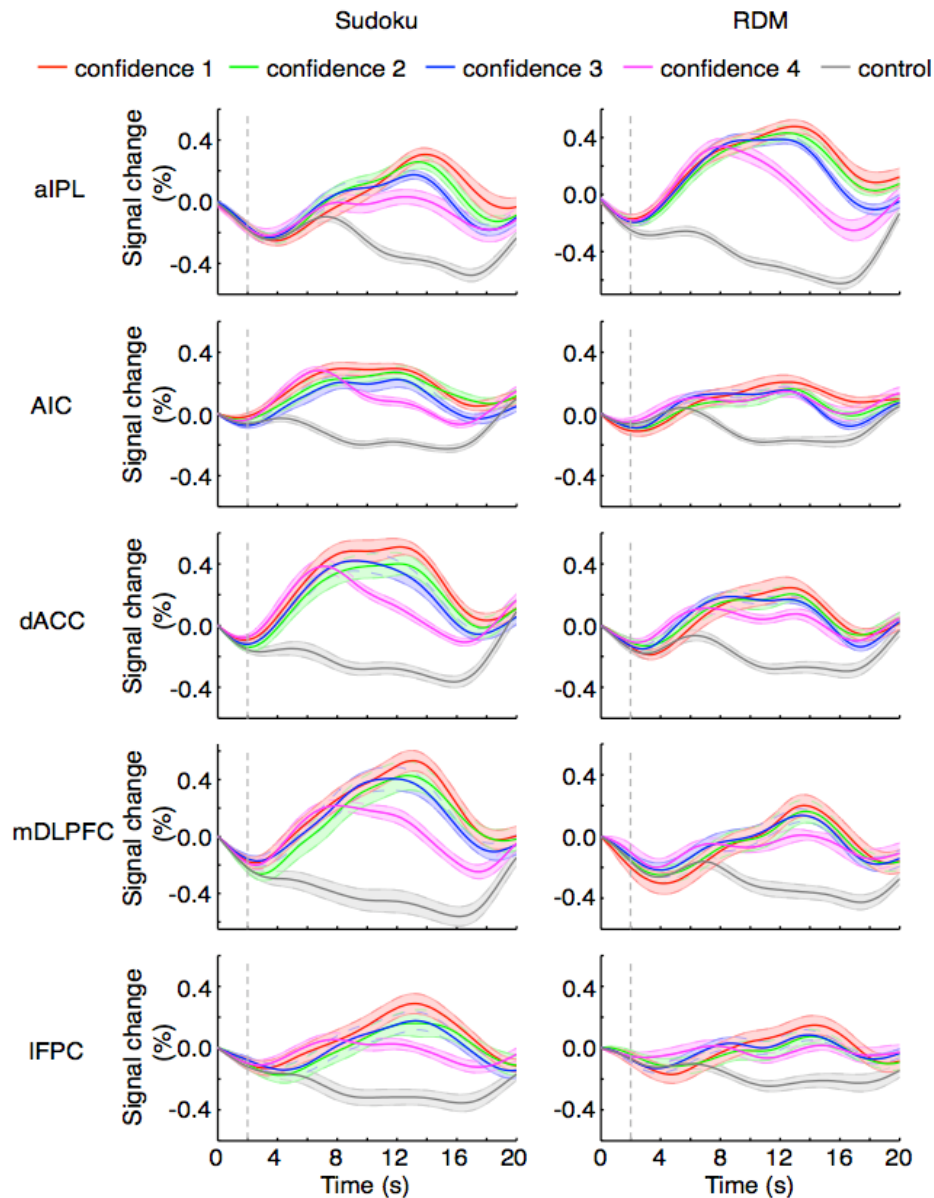 Sudoku RDM
confidence 1 confidence 2 confidence 3 confidence 4 control
aIPL
Signal change
(%)
0.4
0.0
-0.4
0.4
0.0
-0.4
AIC
Signal change
(%)
0.4
0.0
-0.4
0.4
0.0
-0.4
dACC
Signal change
(%)
0.4
0.0
-0.4
0.4
0.0
-0.4
mDLPFC
Signal change
(%)
0.4
0.0
-0.4
0.4
0.0
-0.4
lFPC
Signal change
(%)
0.4
0.0
-0.4
0.4
0.0
-0.4
0 4 8 12 16 20 0 4 8 12 16 20
Time (s) Time (s)